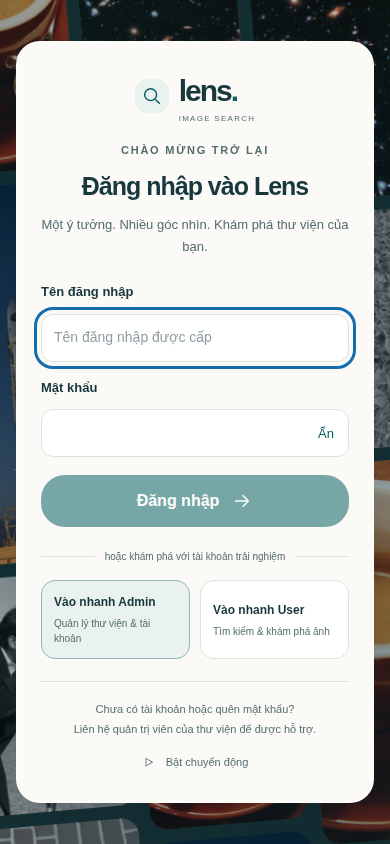 lens.
IMAGE SEARCH
CHÀO MỪNG TRỞ LẠI
Đăng nhập vào Lens
Một ý tưởng. Nhiều góc nhìn. Khám phá thư viện của
bạn.
Tên đăng nhập
Tên đăng nhập được cấp
Mật khẩu
Ẩn
Đăng nhập
hoặc khám phá với tài khoản trải nghiệm
Vào nhanh Admin
Quản lý thư viện & tài
khoản
Vào nhanh User
Tìm kiếm & khám phá ảnh
Chưa có tài khoản hoặc quên mật khẩu?
Liên hệ quản trị viên của thư viện để được hỗ trợ.
Bật chuyển động